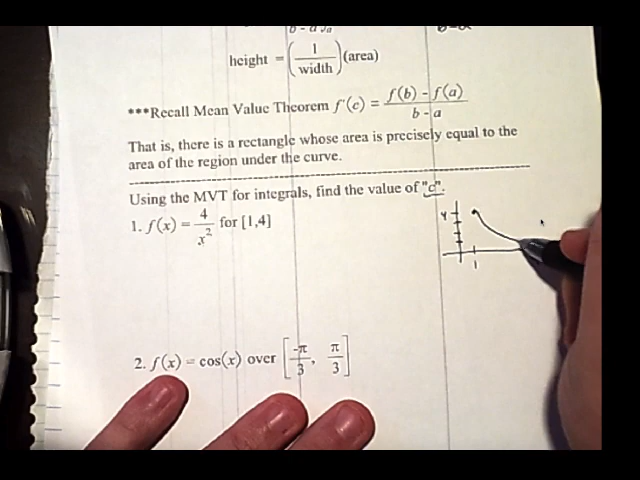 height = (1/width)(area)
***Recall Mean Value Theorem f'(c) = (f(b) - f(a))/(b - a)
That is, there is a rectangle whose area is precisely equal to the
area of the region under the curve.
Using the MVT for integrals, find the value of "c".
1. f(x) = 4/x² for [1,4]
4
1
2. f(x) = cos(x) over [-π/3, π/3]